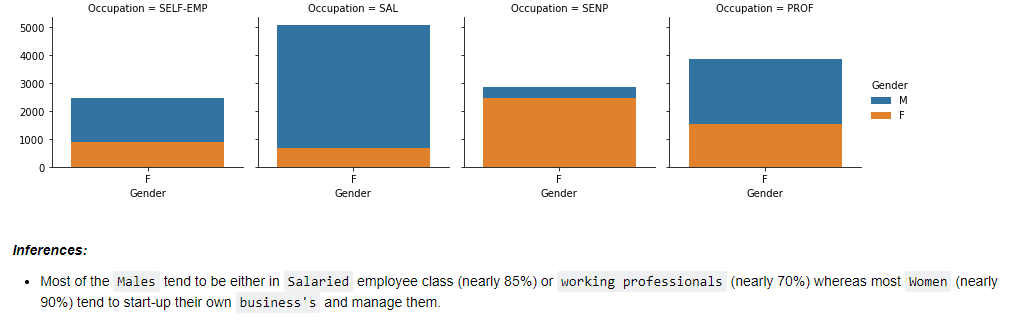 Occupation = SELF-EMP
Occupation = SAL
Occupation = SENP
Occupation = PROF
5000
4000
3000
2000
1000
0
F
F
F
F
Gender
Gender
Gender
Gender
Gender
M
F
Inferences:
• Most of the Males tend to be either in Salaried employee class (nearly 85%) or working professionals (nearly 70%) whereas most Women (nearly
90%) tend to start-up their own business's and manage them.